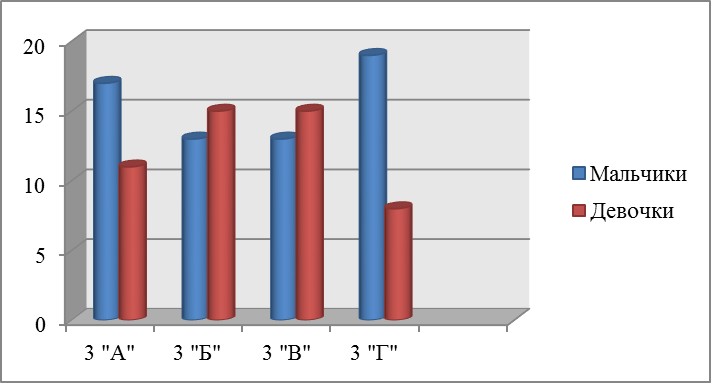 20
15
10
5
0
3 "А"
3 "Б"
3 "В"
3 "Г"
Мальчики
Девочки